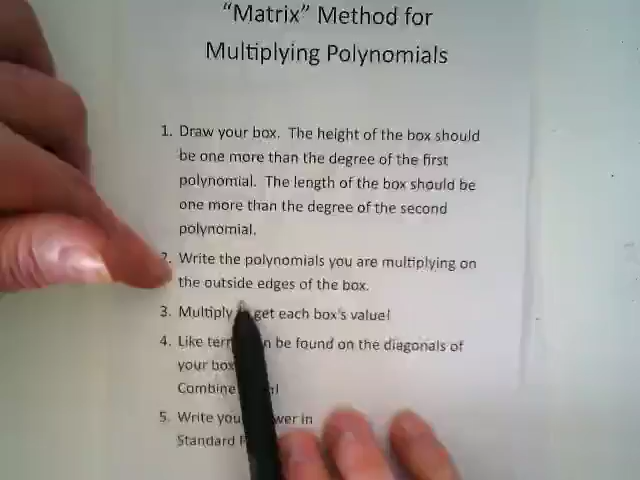 “Matrix” Method for
Multiplying Polynomials
1. Draw your box. The height of the box should
be one more than the degree of the first
polynomial. The length of the box should be
one more than the degree of the second
polynomial.
2. Write the polynomials you are multiplying on
the outside edges of the box.
3. Multiply get each box's value!
4. Like be found on the diagonals of
your box
Combine
5. Write in
Standard